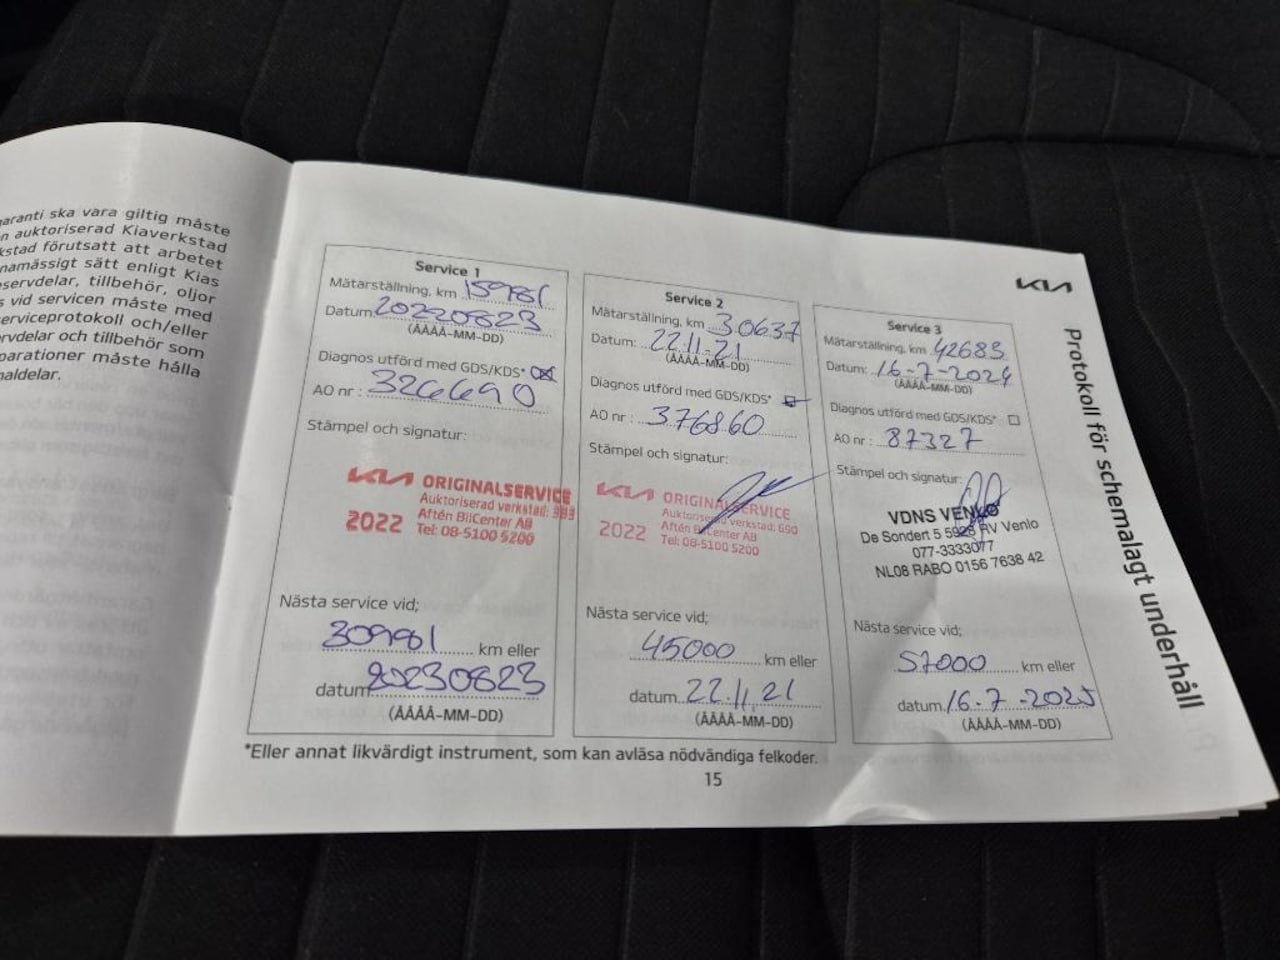 garanti ska vara giltig måste
n auktoriserad Kiaverkstad
kstad förutsatt att arbetet
namässigt sätt enligt Kias
servdelar, tillbehör, oljor
s vid servicen måste med
serviceprotokoll och/eller
rvdelar och tillbehör som
parationer måste hålla
naldelar.
KIA
Protokoll för schemalagt underhåll
Service 1
Mätarställning, km 15981
Datum: 20220823
(ÅÅÅÅ-MM-DD)
Diagnos utförd med GDS/KDS*
AO nr : 326690
Stämpel och signatur:
KIA ORIGINALSERVICE
Auktoriserad verkstad: 383
2022 Aftén BilCenter AB
Tel: 08-5100 5200
Nästa service vid;
30981 km eller
datum 20230823
(ÅÅÅÅ-MM-DD)
Service 2
Mätarställning, km 30637
Datum: 22.11.21
(ÅÅÅÅ-MM-DD)
Diagnos utförd med GDS/KDS*
AO nr : 376860
Stämpel och signatur:
KIA ORIGINALSERVICE
Auktoriserad verkstad: 690
2022 Aftén BilCenter AB
Tel: 08-5100 5200
Nästa service vid;
45000 km eller
datum 22.11.21
(ÅÅÅÅ-MM-DD)
Service 3
Mätarställning, km 42683
Datum: 16-7-2024
(ÅÅÅÅ-MM-DD)
Diagnos utförd med GDS/KDS*
AO nr : 87327
Stämpel och signatur:
VDNS VENLO
De Sondert 5 5928 RV Venlo
077-3333077
NL08 RABO 0156 7638 42
Nästa service vid;
57000 km eller
datum 16-7-2025
(ÅÅÅÅ-MM-DD)
*Eller annat likvärdigt instrument, som kan avläsa nödvändiga felkoder.
15